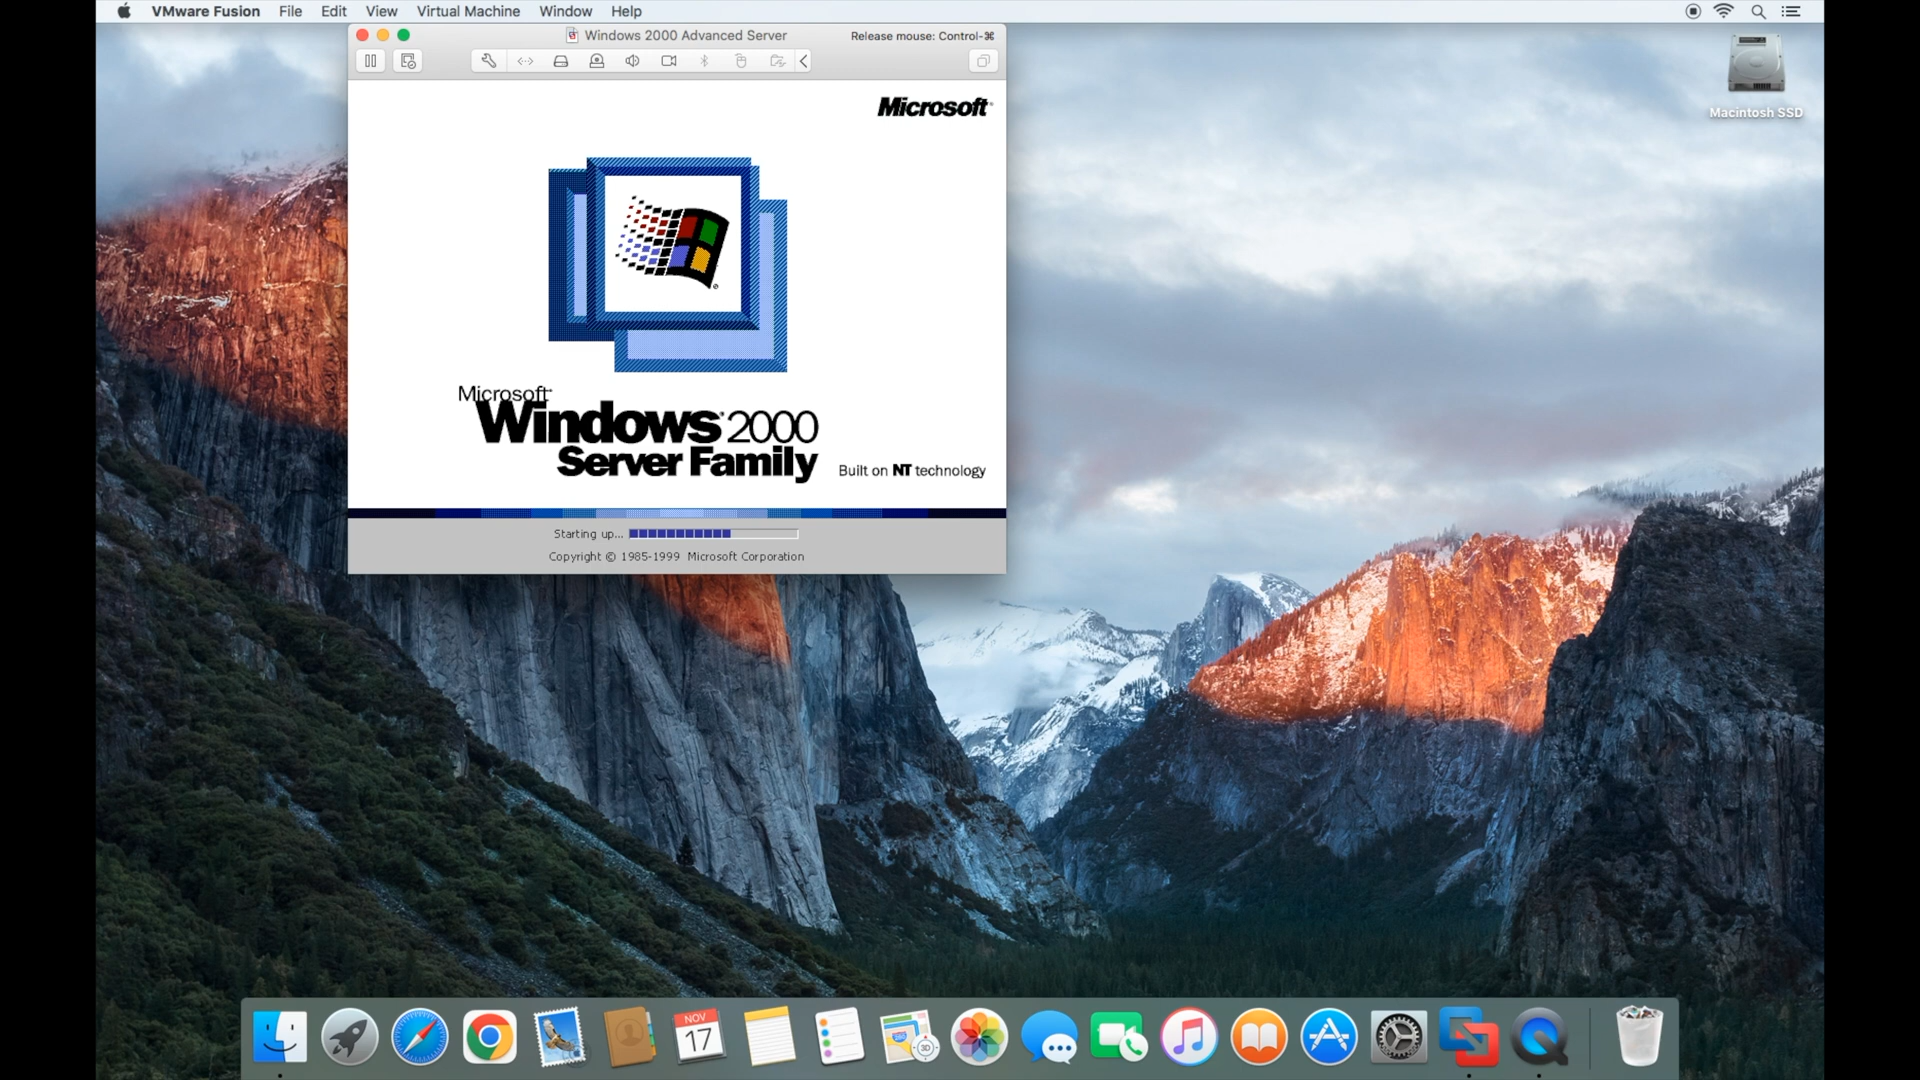 VMware Fusion File Edit View Virtual Machine Window Help
Windows 2000 Advanced Server Release mouse: Control-⌘
Macintosh SSD
Microsoft
Microsoft
Windows 2000
Server Family
Built on NT technology
Starting up...
Copyright © 1985-1999 Microsoft Corporation
NOV
17
3D